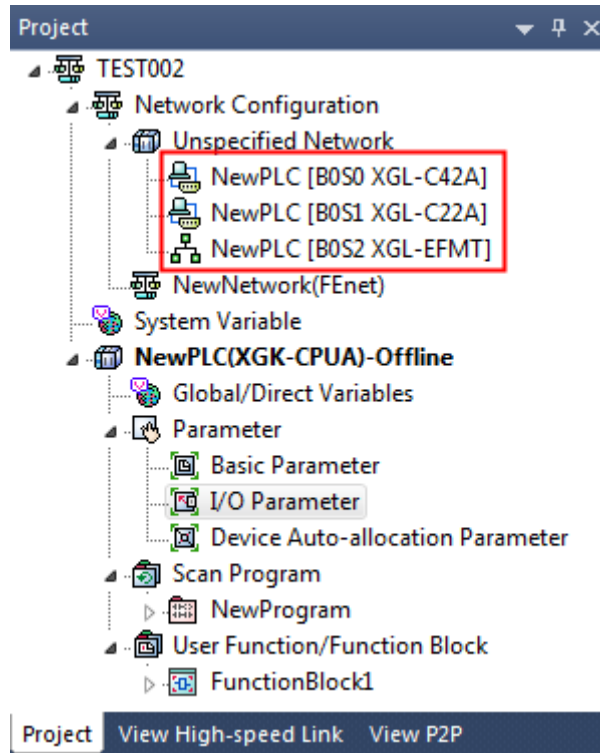 Project
TEST002
Network Configuration
Unspecified Network
NewPLC [B0S0 XGL-C42A]
NewPLC [B0S1 XGL-C22A]
NewPLC [B0S2 XGL-EFMT]
NewNetwork(FEnet)
System Variable
NewPLC(XGK-CPUA)-Offline
Global/Direct Variables
Parameter
Basic Parameter
I/O Parameter
Device Auto-allocation Parameter
Scan Program
NewProgram
User Function/Function Block
FunctionBlock1
Project View High-speed Link View P2P